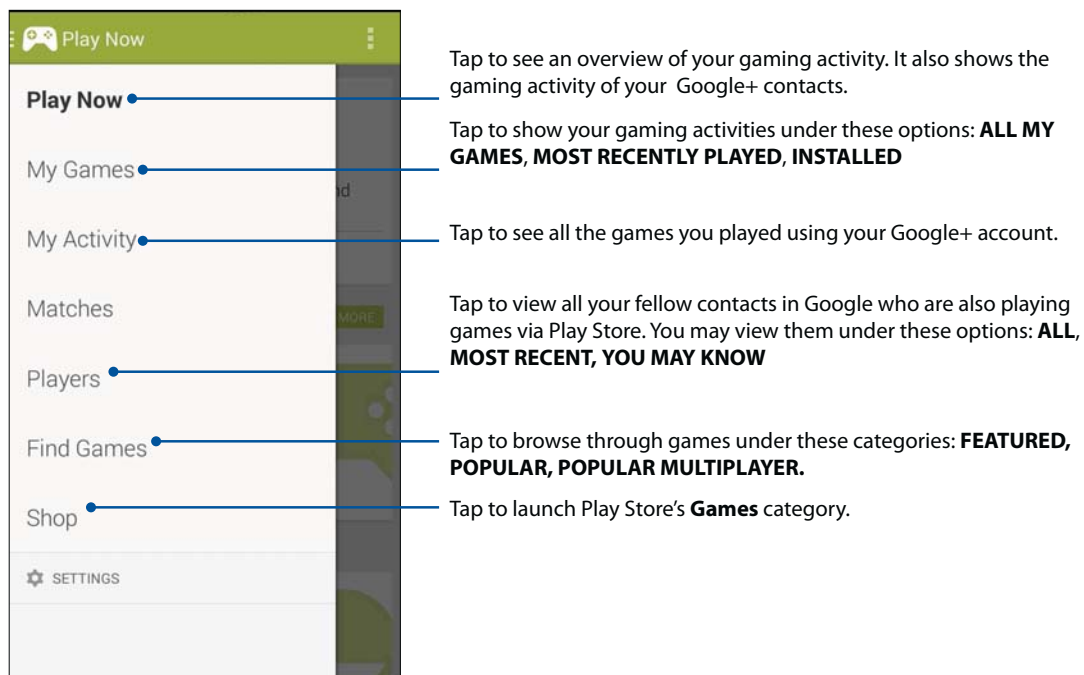 Play Now
Play Now
My Games
My Activity
Matches
Players
Find Games
Shop
SETTINGS
nd
MORE
Tap to see an overview of your gaming activity. It also shows the
gaming activity of your Google+ contacts.
Tap to show your gaming activities under these options: ALL MY
GAMES, MOST RECENTLY PLAYED, INSTALLED
Tap to see all the games you played using your Google+ account.
Tap to view all your fellow contacts in Google who are also playing
games via Play Store. You may view them under these options: ALL,
MOST RECENT, YOU MAY KNOW
Tap to browse through games under these categories: FEATURED,
POPULAR, POPULAR MULTIPLAYER.
Tap to launch Play Store’s Games category.